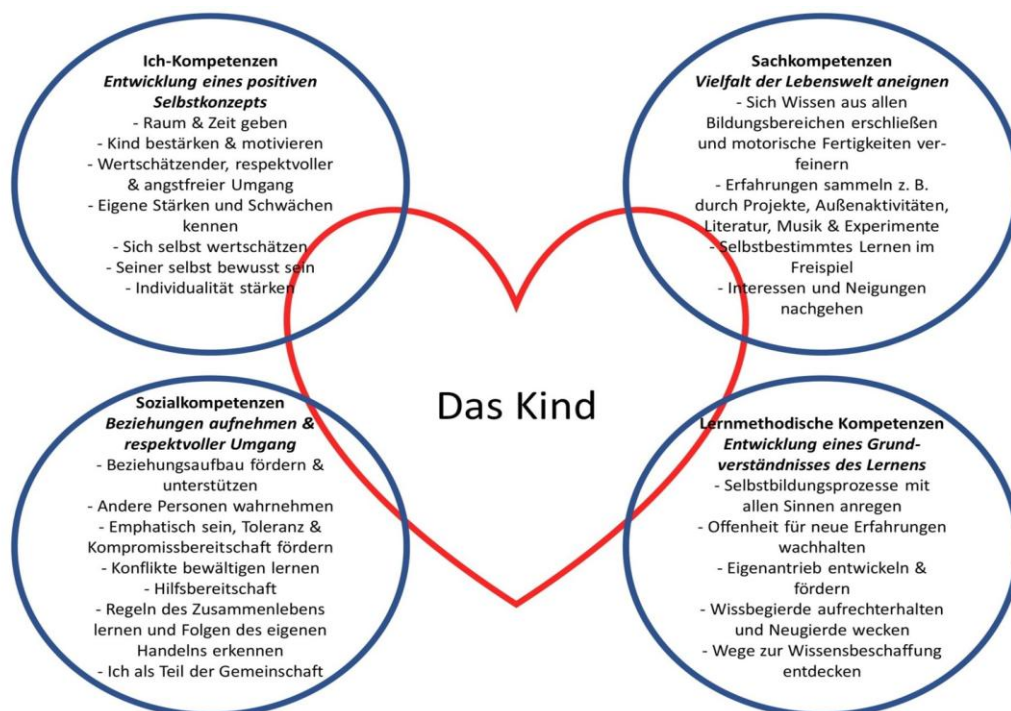 Ich-Kompetenzen
Entwicklung eines positiven
Selbstkonzepts
- Raum & Zeit geben
- Kind bestärken & motivieren
- Wertschätzender, respektvoller
& angstfreier Umgang
- Eigene Stärken und Schwächen
kennen
- Sich selbst wertschätzen
- Seiner selbst bewusst sein
- Individualität stärken
Sachkompetenzen
Vielfalt der Lebenswelt aneignen
- Sich Wissen aus allen
Bildungsbereichen erschließen
und motorische Fertigkeiten ver-
feinern
- Erfahrungen sammeln z. B.
durch Projekte, Außenaktivitäten,
Literatur, Musik & Experimente
- Selbstbestimmtes Lernen im
Freispiel
- Interessen und Neigungen
nachgehen
Das Kind
Sozialkompetenzen
Beziehungen aufnehmen &
respektvoller Umgang
- Beziehungsaufbau fördern &
unterstützen
- Andere Personen wahrnehmen
- Emphatisch sein, Toleranz &
Kompromissbereitschaft fördern
- Konflikte bewältigen lernen
- Hilfsbereitschaft
- Regeln des Zusammenlebens
lernen und Folgen des eigenen
Handelns erkennen
- Ich als Teil der Gemeinschaft
Lernmethodische Kompetenzen
Entwicklung eines Grund-
verständnisses des Lernens
- Selbstbildungsprozesse mit
allen Sinnen anregen
- Offenheit für neue Erfahrungen
wachhalten
- Eigenantrieb entwickeln &
fördern
- Wissbegierde aufrechterhalten
und Neugierde wecken
- Wege zur Wissensbeschaffung
entdecken